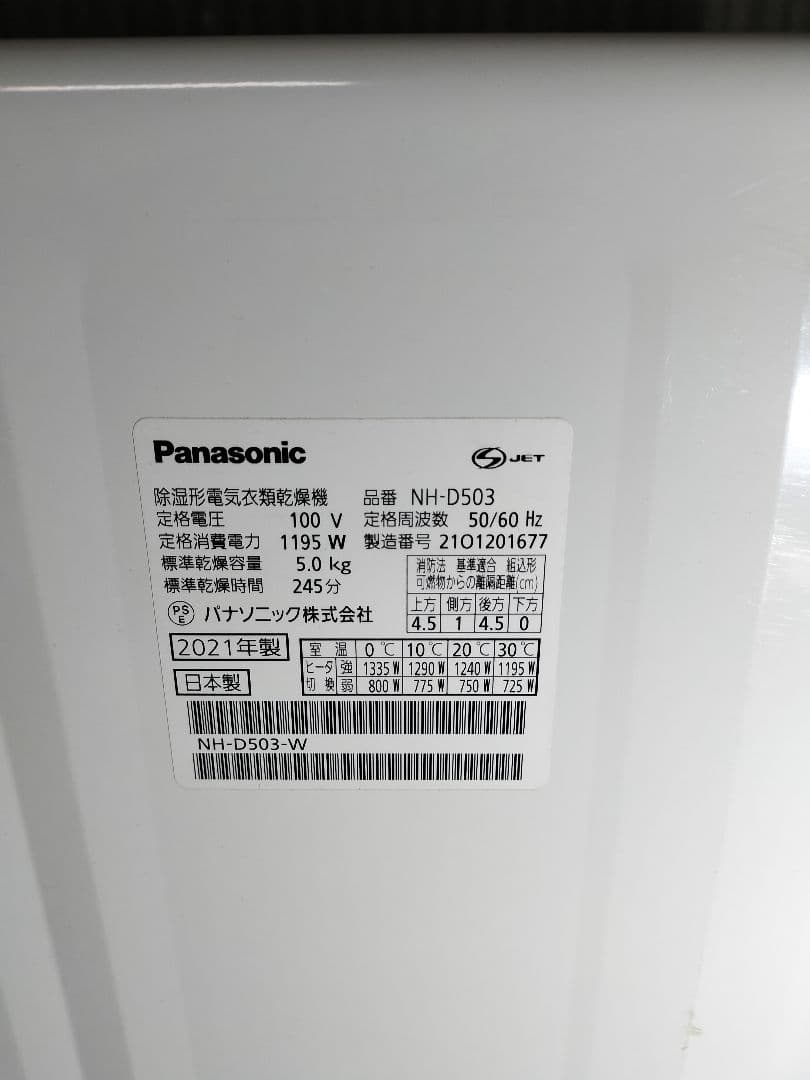 Panasonic
S JET
除湿形電気衣類乾燥機 品番 NH-D503
定格電圧 100 V 定格周波数 50/60 Hz
定格消費電力 1195 W 製造番号 2101201677
標準乾燥容量 5.0 kg
標準乾燥時間 245分
消防法 基準適合 組込形
可燃物からの離隔距離(cm)
上方 側方 後方 下方
4.5 1 4.5 0
PS E パナソニック株式会社
2021年製
日本製
室温 0℃ 10℃ 20℃ 30℃
ヒータ 強 1335 W 1290 W 1240 W 1195 W
切換 弱 800 W 775 W 750 W 725 W
NH-D503-W